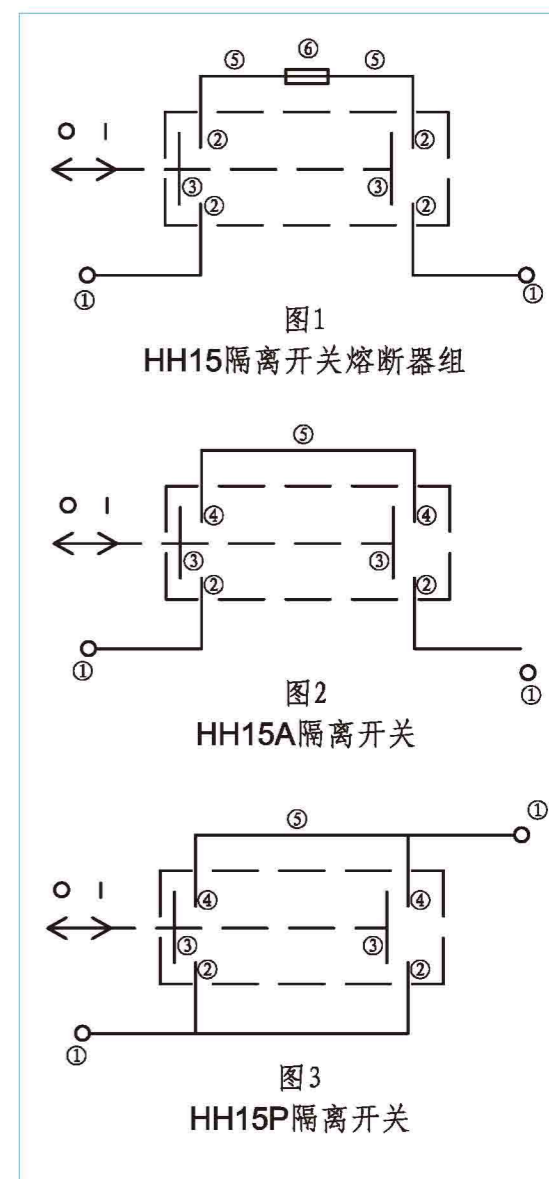 ⑤ ⑥ ⑤
② ②
O I
③ ③
② ②
① ①
图1
HH15隔离开关熔断器组
⑤
④ ④
O I
③ ③
② ②
① ①
图2
HH15A隔离开关
⑤ ①
④ ④
O I
③ ③
② ②
①
图3
HH15P隔离开关